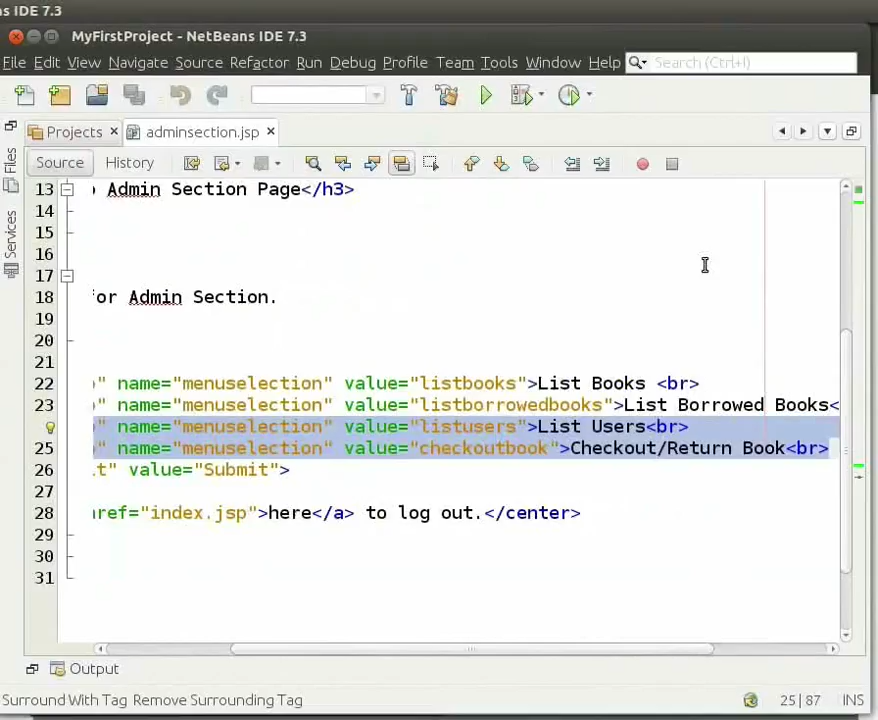 ns IDE 7.3
MyFirstProject - NetBeans IDE 7.3
File Edit View Navigate Source Refactor Run Debug Profile Team Tools Window Help Search (Ctrl+I)
Projects adminsection.jsp
Source History
Files
Services
13 Admin Section Page</h3>
14
15
16
17
18 for Admin Section.
19
20
21
22 " name="menuselection" value="listbooks">List Books <br>
23 " name="menuselection" value="listborrowedbooks">List Borrowed Books<
" name="menuselection" value="listusers">List Users<br>
25 " name="menuselection" value="checkoutbook">Checkout/Return Book<br>
26 t" value="Submit">
27
28 href="index.jsp">here</a> to log out.</center>
29
30
31
Output
Surround With Tag Remove Surrounding Tag 25|87 INS